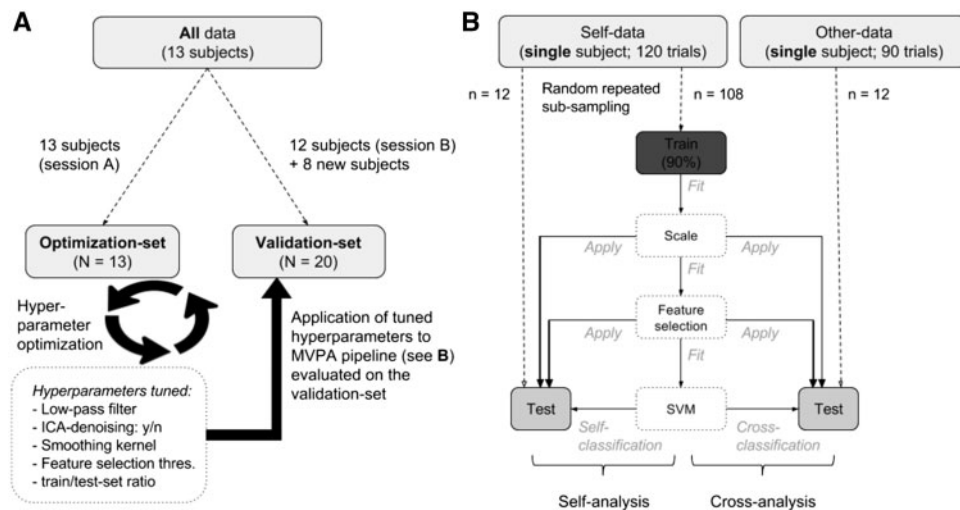 A
All data
(13 subjects)
13 subjects
(session A)
12 subjects (session B)
+ 8 new subjects
Optimization-set
(N = 13)
Validation-set
(N = 20)
Hyper-
parameter
optimization
Application of tuned
hyperparameters to
MVPA pipeline (see B)
evaluated on the
validation-set
Hyperparameters tuned:
- Low-pass filter
- ICA-denoising: y/n
- Smoothing kernel
- Feature selection thres.
- train/test-set ratio
B
Self-data
(single subject; 120 trials)
Other-data
(single subject; 90 trials)
n = 12
Random repeated
sub-sampling
n = 108
n = 12
Train
(90%)
Fit
Scale
Apply
Apply
Fit
Feature
selection
Apply
Apply
Fit
Test
SVM
Test
Self-
classification
Cross-
classification
Self-analysis
Cross-analysis